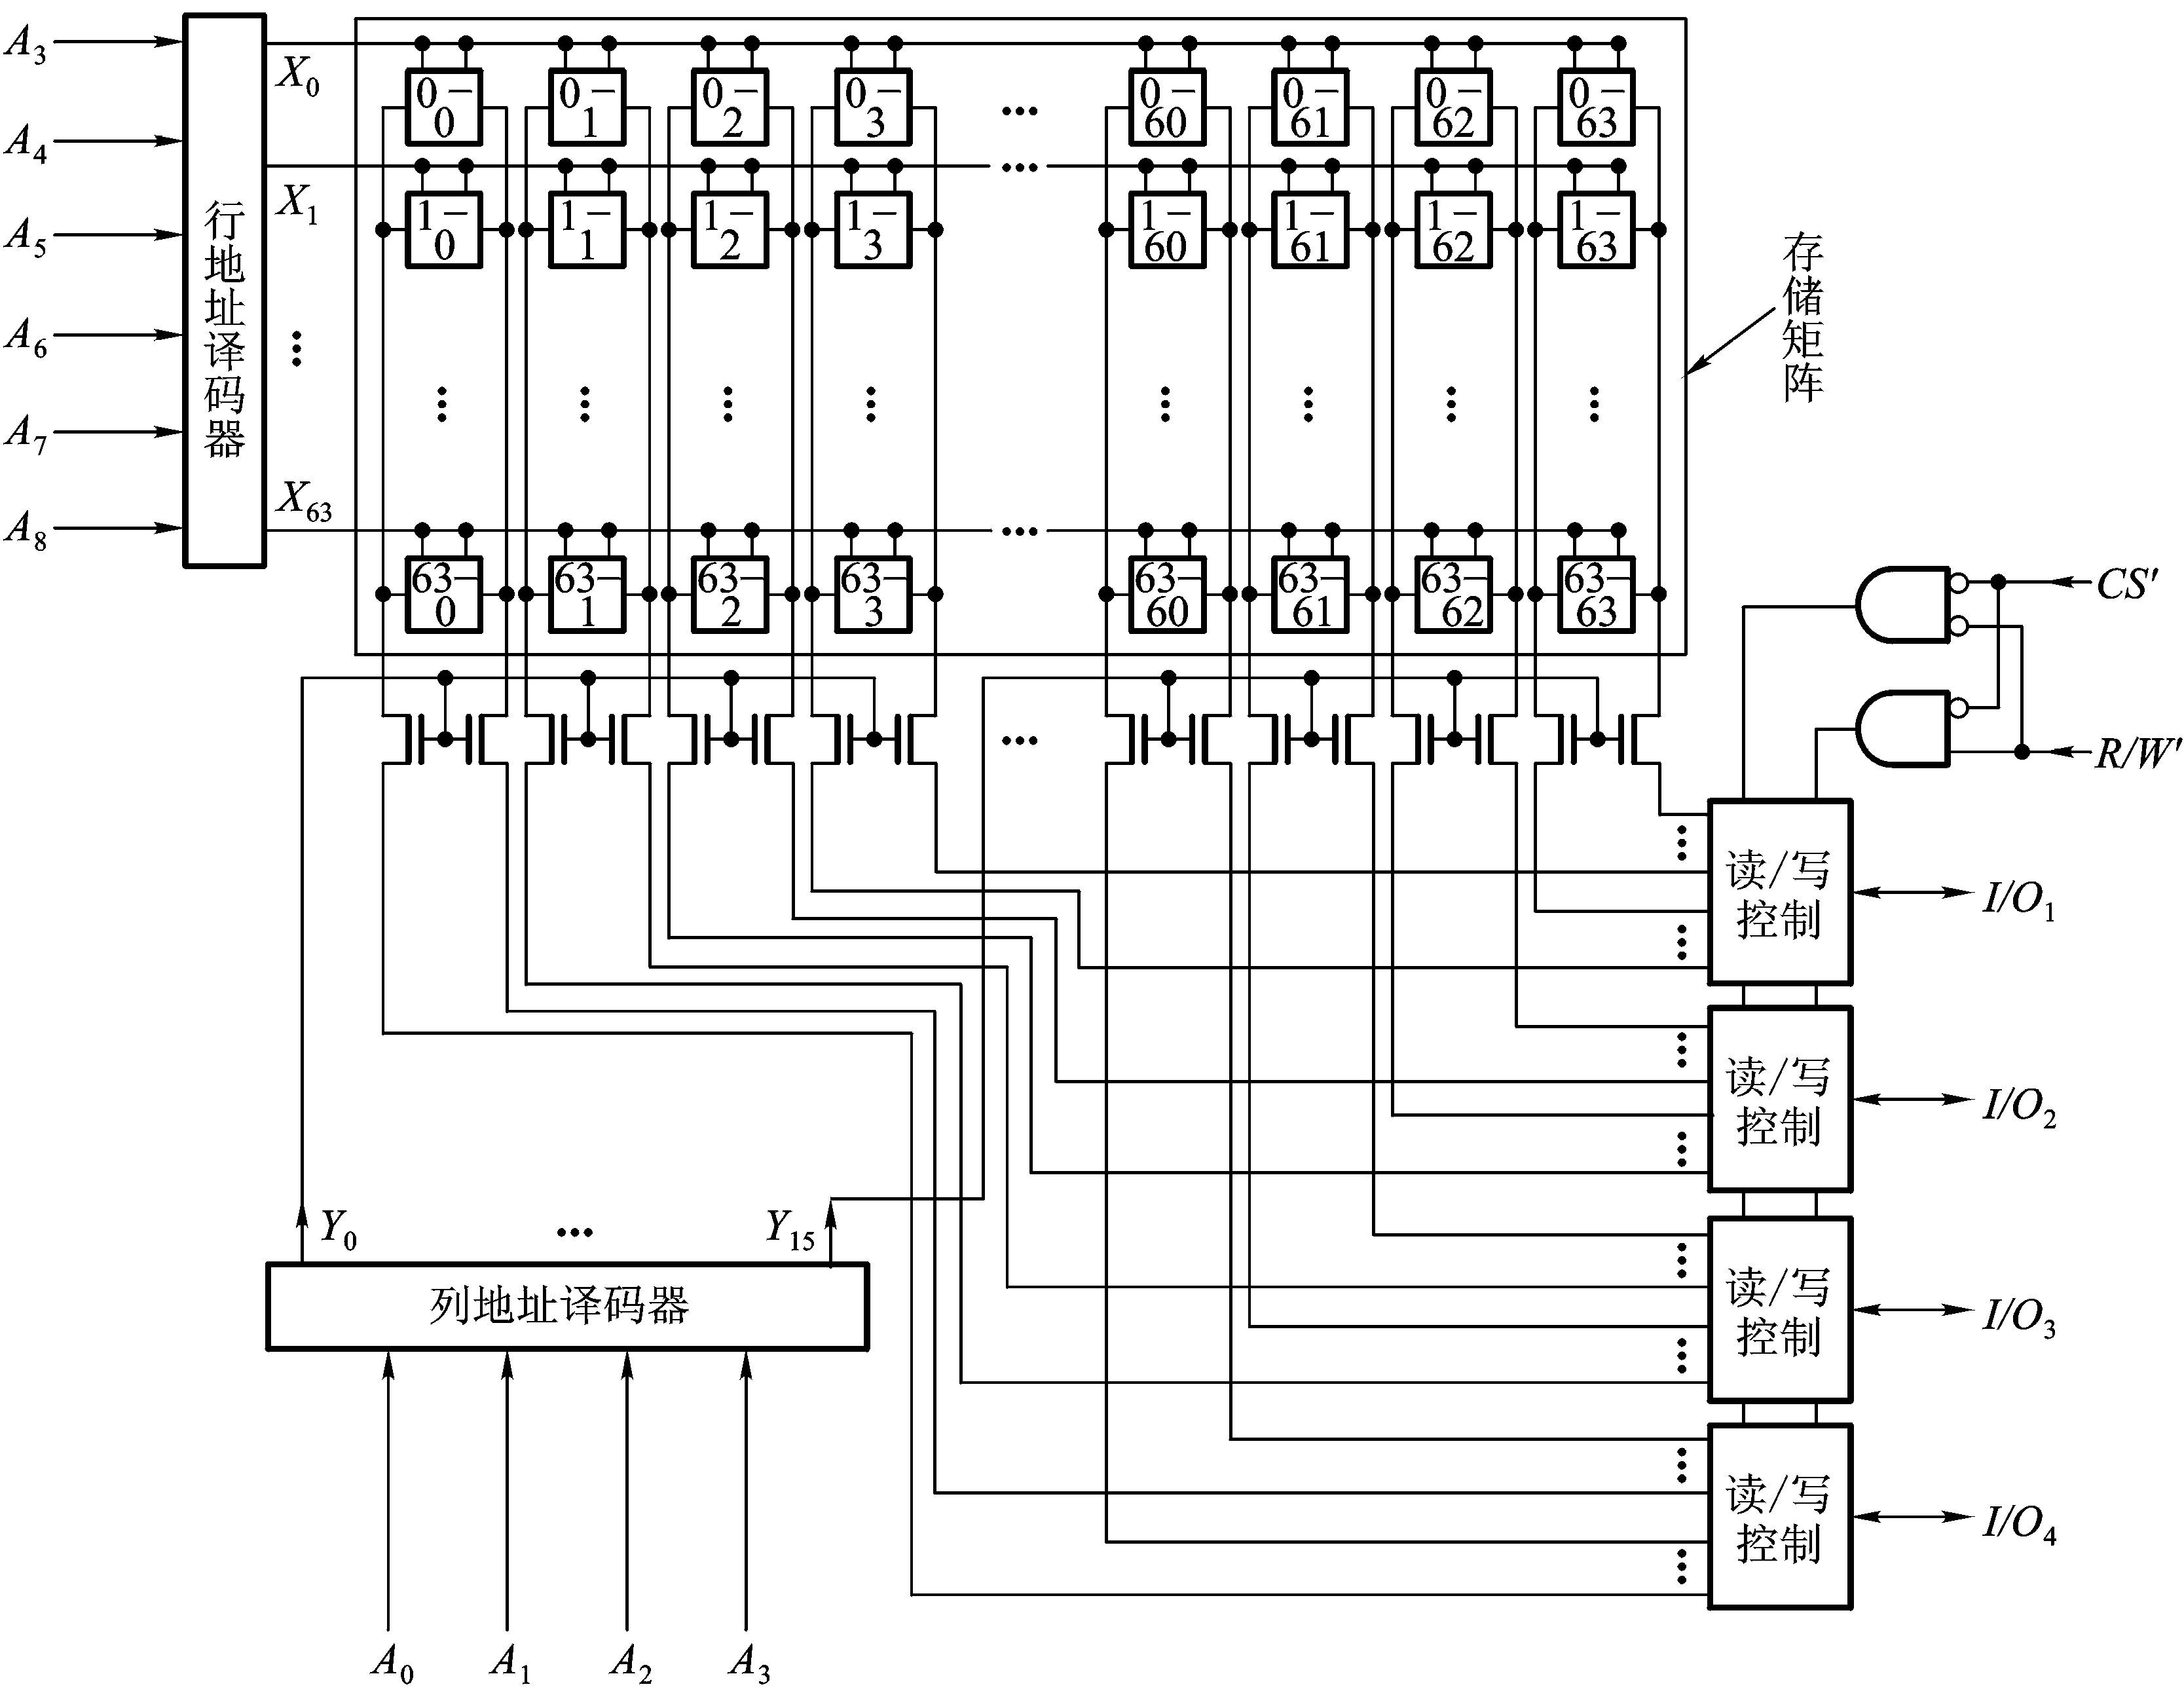 A3
A4
A5
A6
A7
A8
行地址译码器
X0
X1
X63
0– 0
0– 1
0– 2
0– 3
0– 60
0– 61
0– 62
0– 63
1– 0
1– 1
1– 2
1– 3
1– 60
1– 61
1– 62
1– 63
63– 0
63– 1
63– 2
63– 3
63– 60
63– 61
63– 62
63– 63
存储矩阵
CS'
R/W'
读/写
控制
I/O1
读/写
控制
I/O2
读/写
控制
I/O3
读/写
控制
I/O4
Y0
Y15
列地址译码器
A0
A1
A2
A3